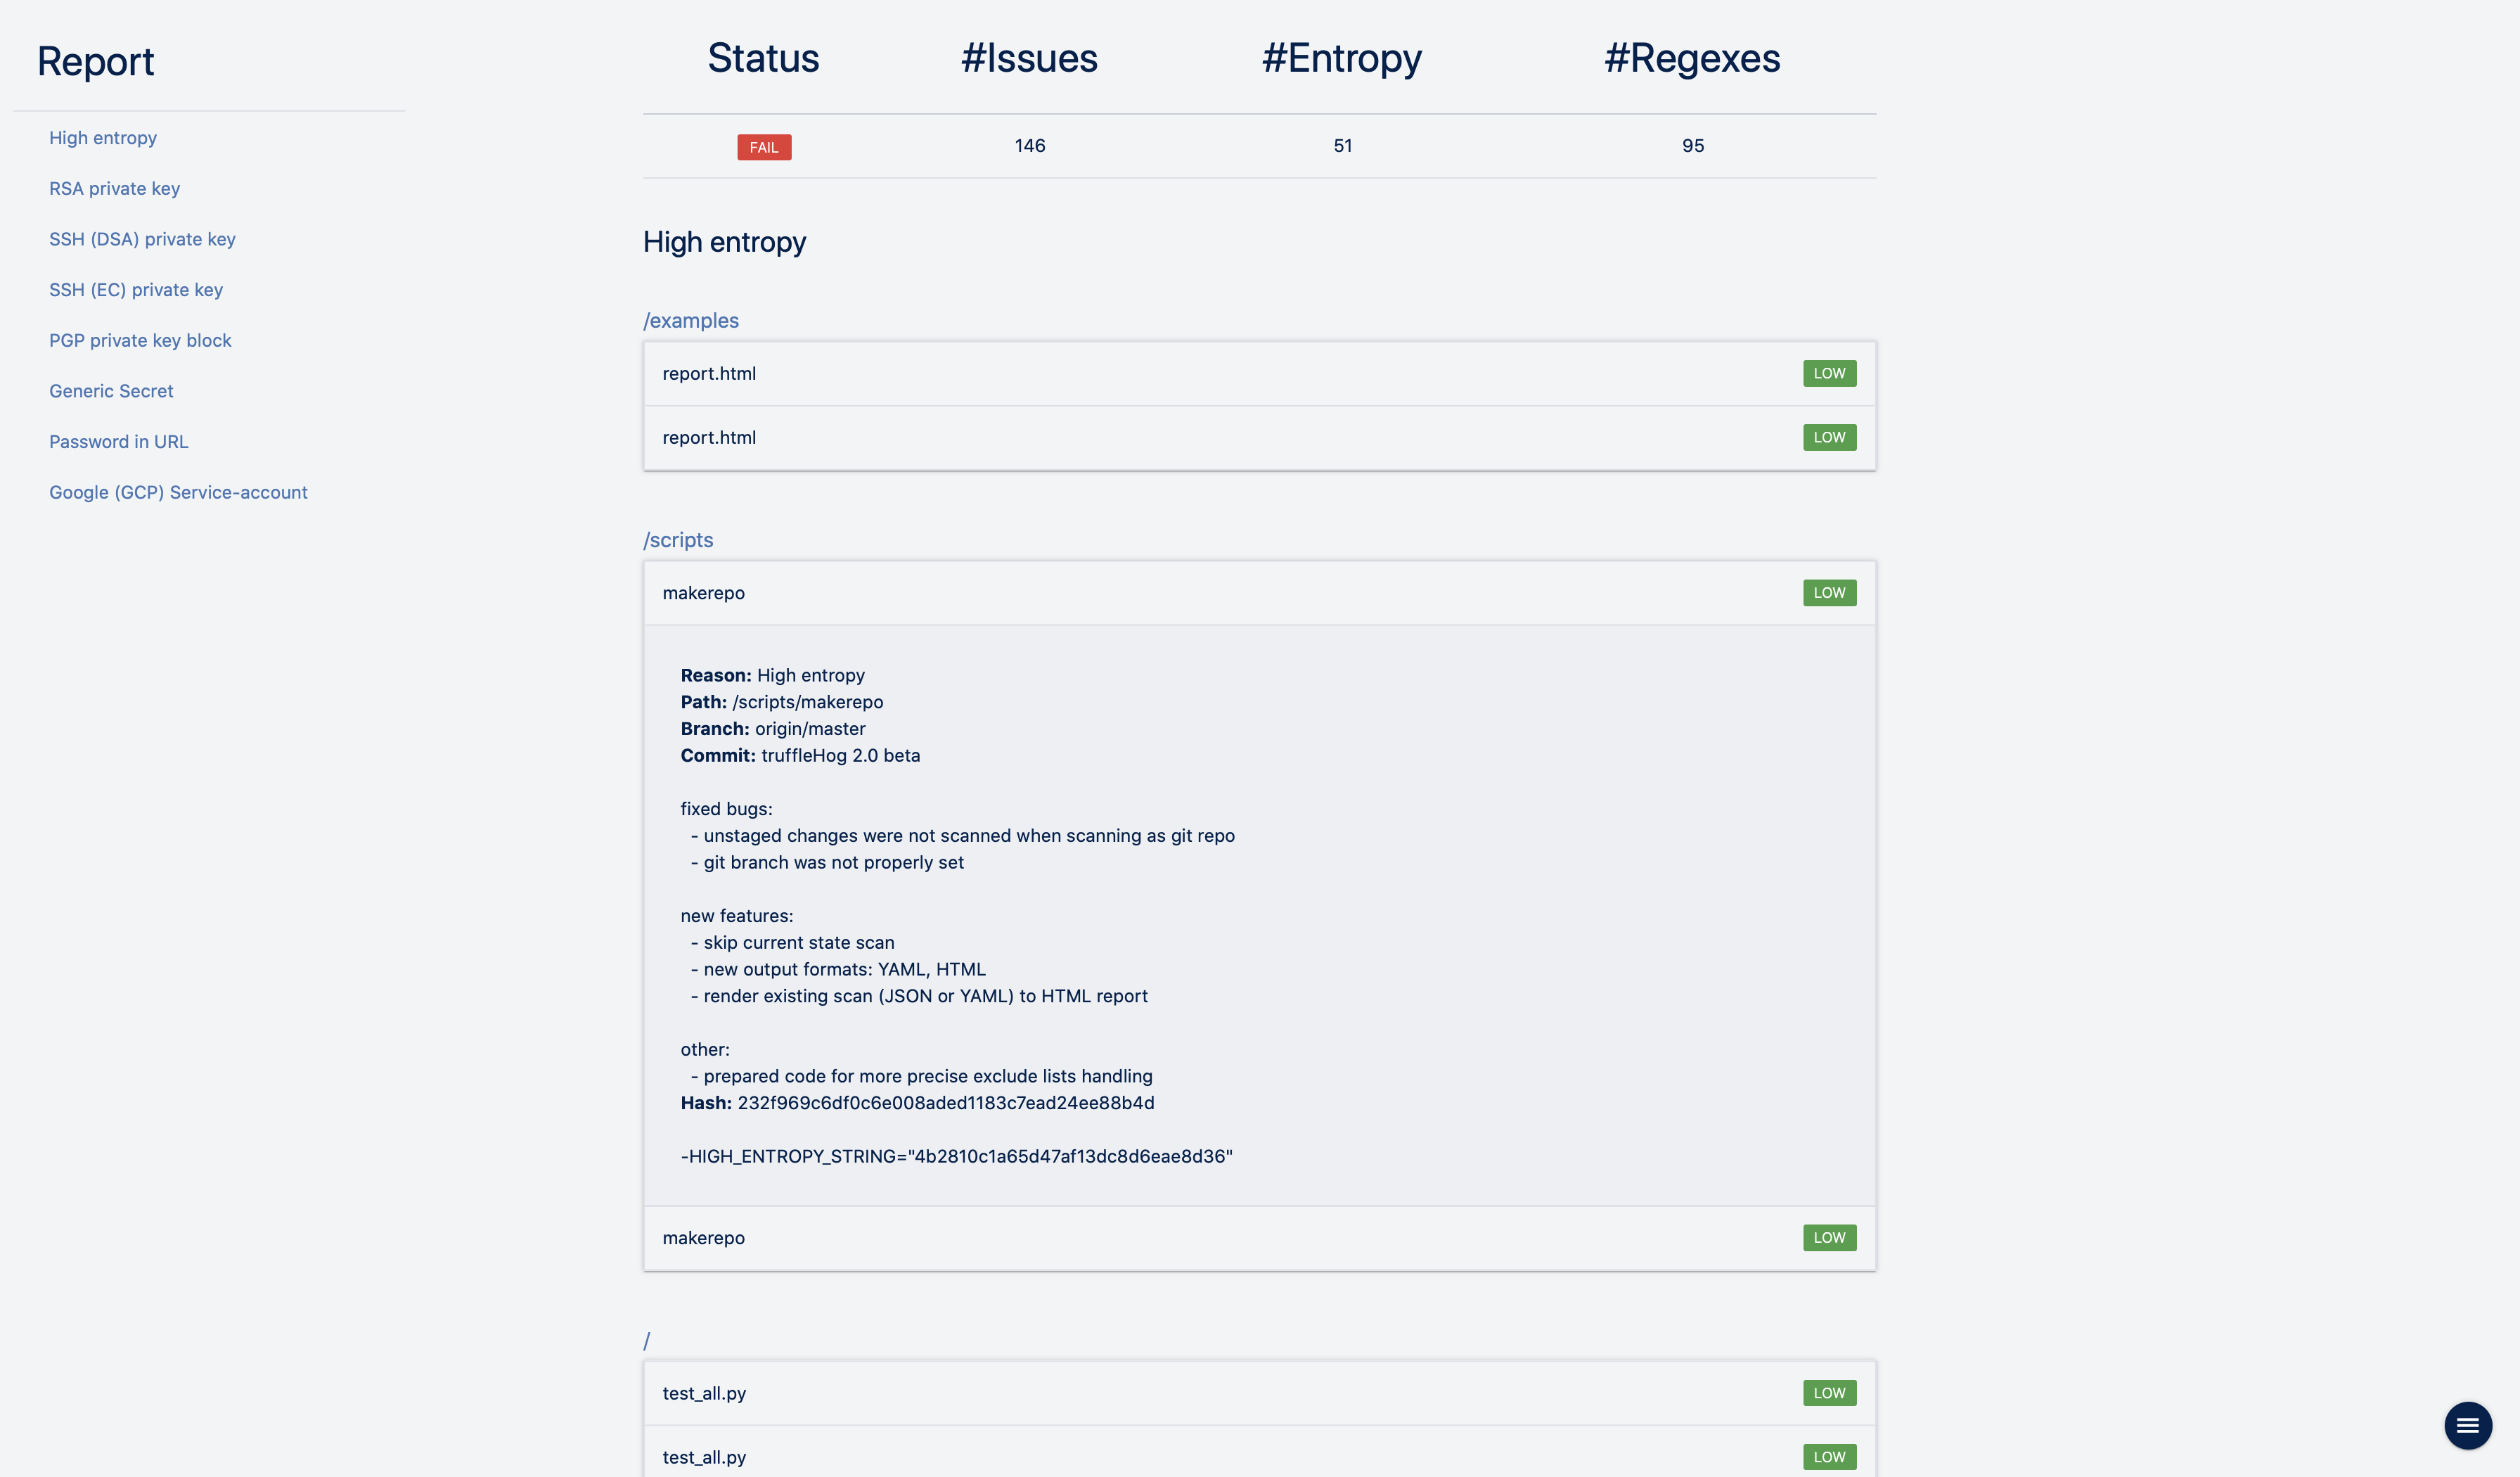 Report
High entropy
RSA private key
SSH (DSA) private key
SSH (EC) private key
PGP private key block
Generic Secret
Password in URL
Google (GCP) Service-account
Status #Issues #Entropy #Regexes
FAIL 146 51 95
High entropy
/examples
report.html LOW
report.html LOW
/scripts
makerepo LOW
Reason: High entropy
Path: /scripts/makerepo
Branch: origin/master
Commit: truffleHog 2.0 beta
fixed bugs:
- unstaged changes were not scanned when scanning as git repo
- git branch was not properly set
new features:
- skip current state scan
- new output formats: YAML, HTML
- render existing scan (JSON or YAML) to HTML report
other:
- prepared code for more precise exclude lists handling
Hash: 232f969c6df0c6e008aded1183c7ead24ee88b4d
-HIGH_ENTROPY_STRING="4b2810c1a65d47af13dc8d6eae8d36"
makerepo LOW
/
test_all.py LOW
test_all.py LOW